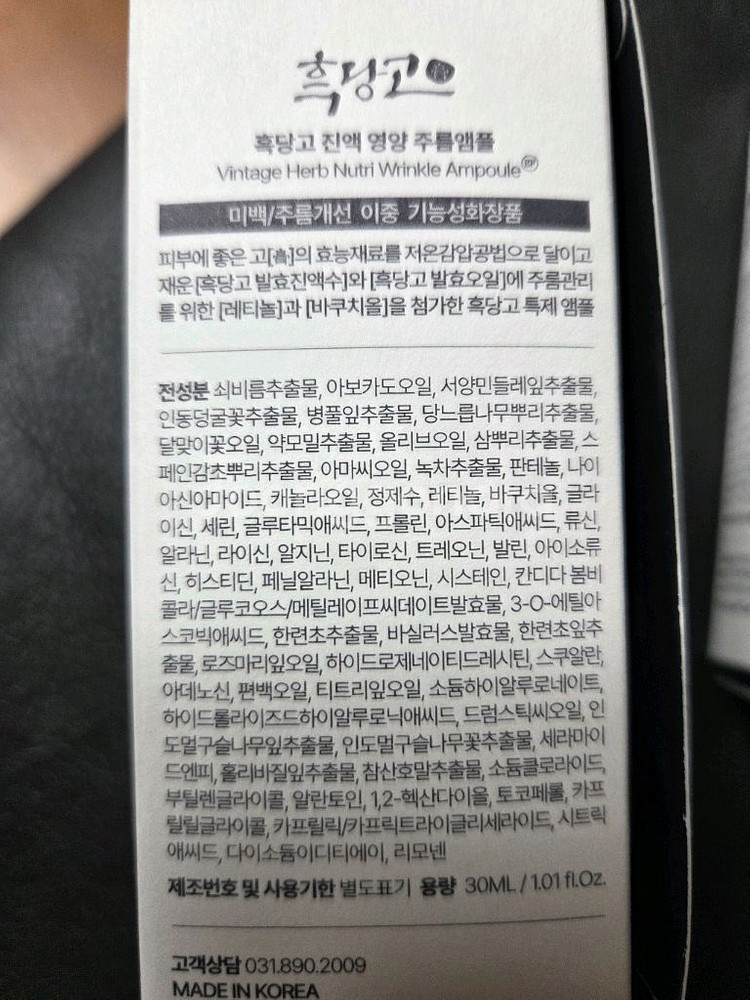 흑당고
흑당고 진액 영양 주름앰플
Vintage Herb Nutri Wrinkle Ampoule
미백/주름개선 이중 기능성화장품
피부에 좋은 고[膏]의 효능재료를 저온감압공법으로 달이고
재운 [흑당고 발효진액수]와 [흑당고 발효오일]에 주름관리
를 위한 [레티놀]과 [바쿠치올]을 첨가한 흑당고 특제 앰플
전성분 쇠비름추출물, 아보카도오일, 서양민들레잎추출물,
인동덩굴꽃추출물, 병풀잎추출물, 당느릅나무뿌리추출물,
달맞이꽃오일, 약모밀추출물, 올리브오일, 삼뿌리추출물, 스
페인감초뿌리추출물, 아마씨오일, 녹차추출물, 판테놀, 나이
아신아마이드, 캐놀라오일, 정제수, 레티놀, 바쿠치올, 글라
이신, 세린, 글루타믹애씨드, 프롤린, 아스파틱애씨드, 류신,
알라닌, 라이신, 알지닌, 타이로신, 트레오닌, 발린, 아이소류
신, 히스티딘, 페닐알라닌, 메티오닌, 시스테인, 칸디다 봄비
콜라/글루코오스/메틸레이프씨데이트발효물, 3-O-에틸아
스코빅애씨드, 한련초추출물, 바실러스발효물, 한련초잎추
출물, 로즈마리잎오일, 하이드로제네이티드레시틴, 스쿠알란,
아데노신, 편백오일, 티트리잎오일, 소듐하이알루로네이트,
하이드롤라이즈드하이알루로닉애씨드, 드럼스틱씨오일, 인
도멀구슬나무잎추출물, 인도멀구슬나무꽃추출물, 세라마이
드엔피, 홀리바질잎추출물, 참산호말추출물, 소듐클로라이드,
부틸렌글라이콜, 알란토인, 1,2-헥산다이올, 토코페롤, 카프
릴릴글라이콜, 카프릴릭/카프릭트라이글리세라이드, 시트릭
애씨드, 다이소듐이디티에이, 리모넨
제조번호 및 사용기한 별도표기 용량 30ML / 1.01 fl.Oz.
고객상담 031.890.2009
MADE IN KOREA